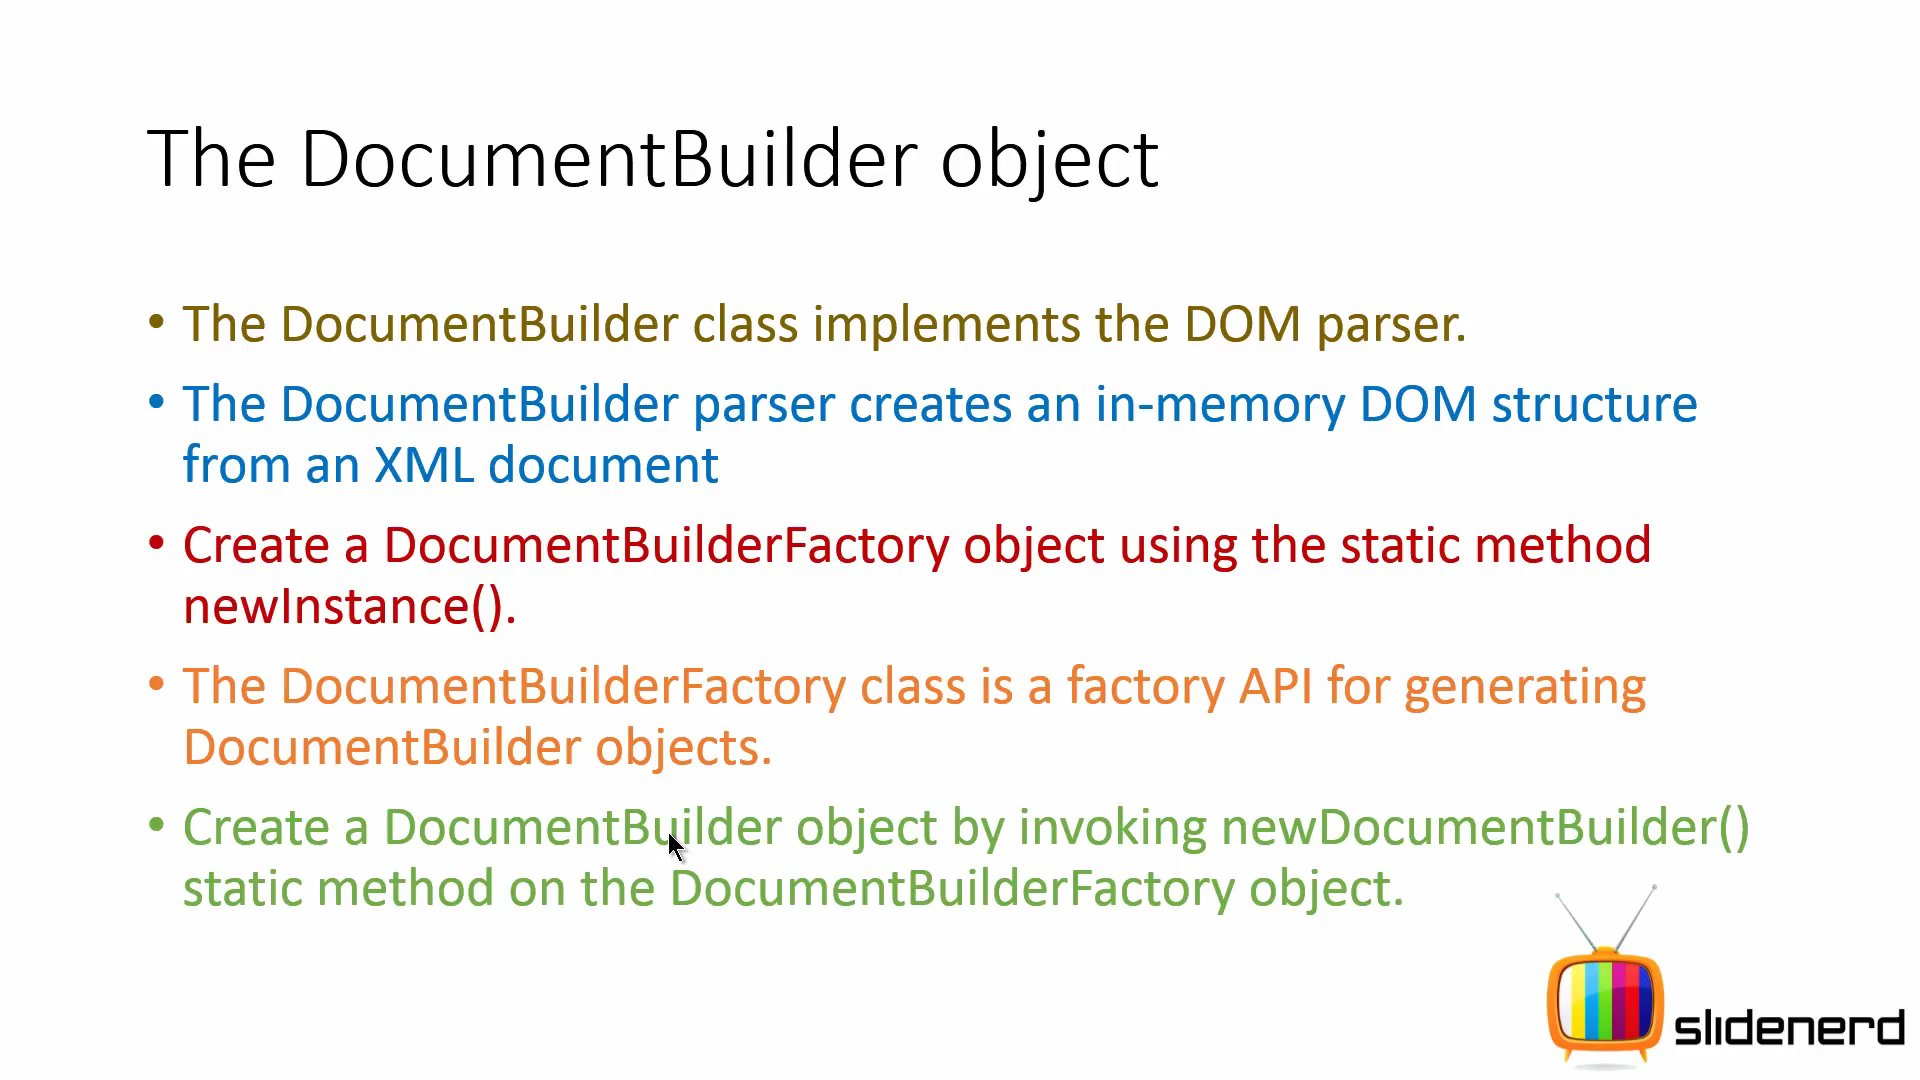 The DocumentBuilder object
• The DocumentBuilder class implements the DOM parser.
• The DocumentBuilder parser creates an in-memory DOM structure
from an XML document
• Create a DocumentBuilderFactory object using the static method
newInstance().
• The DocumentBuilderFactory class is a factory API for generating
DocumentBuilder objects.
• Create a DocumentBuilder object by invoking newDocumentBuilder()
static method on the DocumentBuilderFactory object.
slidenerd